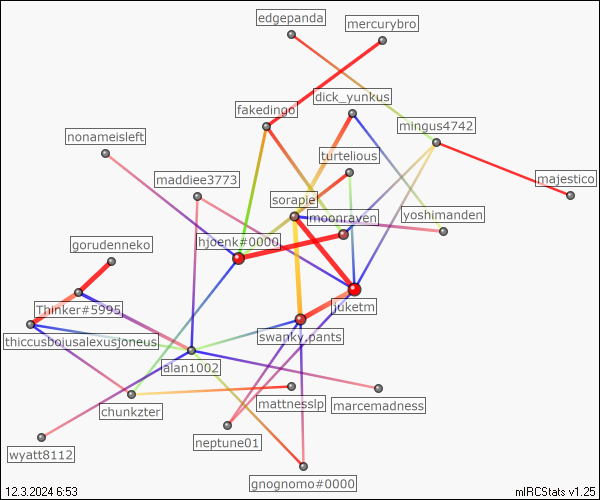 edgepanda
mercurybro
dick_yunkus
fakedingo
mingus4742
nonameisleft
turtelious
maddiee3773
majestico
sorapie
moonraven
yoshimanden
hjoenk#0000
gorudenneko
Thinker#5995
juketm
thiccusboiusalexusjoneus
swanky.pants
alan1002
chunkzter
mattnesslp
marcemadness
neptune01
wyatt8112
gnognomo#0000
12.3.2024 6:53
mIRCStats v1.25